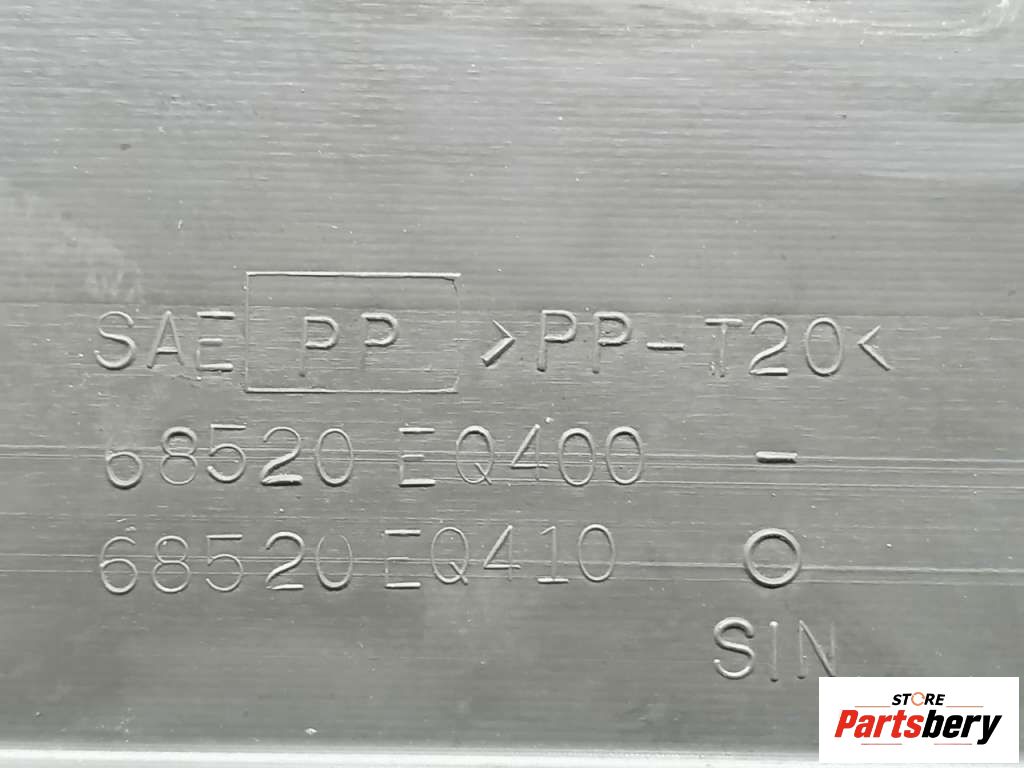 SAE PP >PP-T20<
68520 EQ400 -
68520 EQ410 O
SIN
STORE
Partsbery